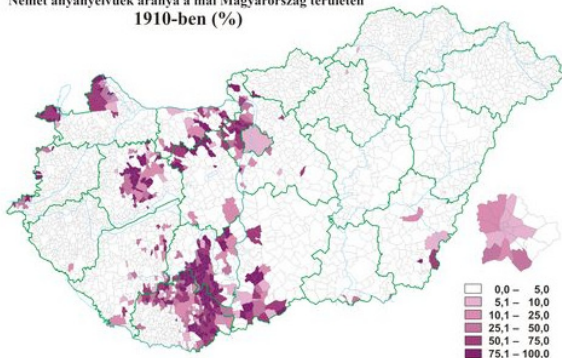 Német anyanyelvűek aránya a mai Magyarország területén
1910-ben (%)
0,0 – 5,0
5,1 – 10,0
10,1 – 25,0
25,1 – 50,0
50,1 – 75,0
75,1 – 100,0